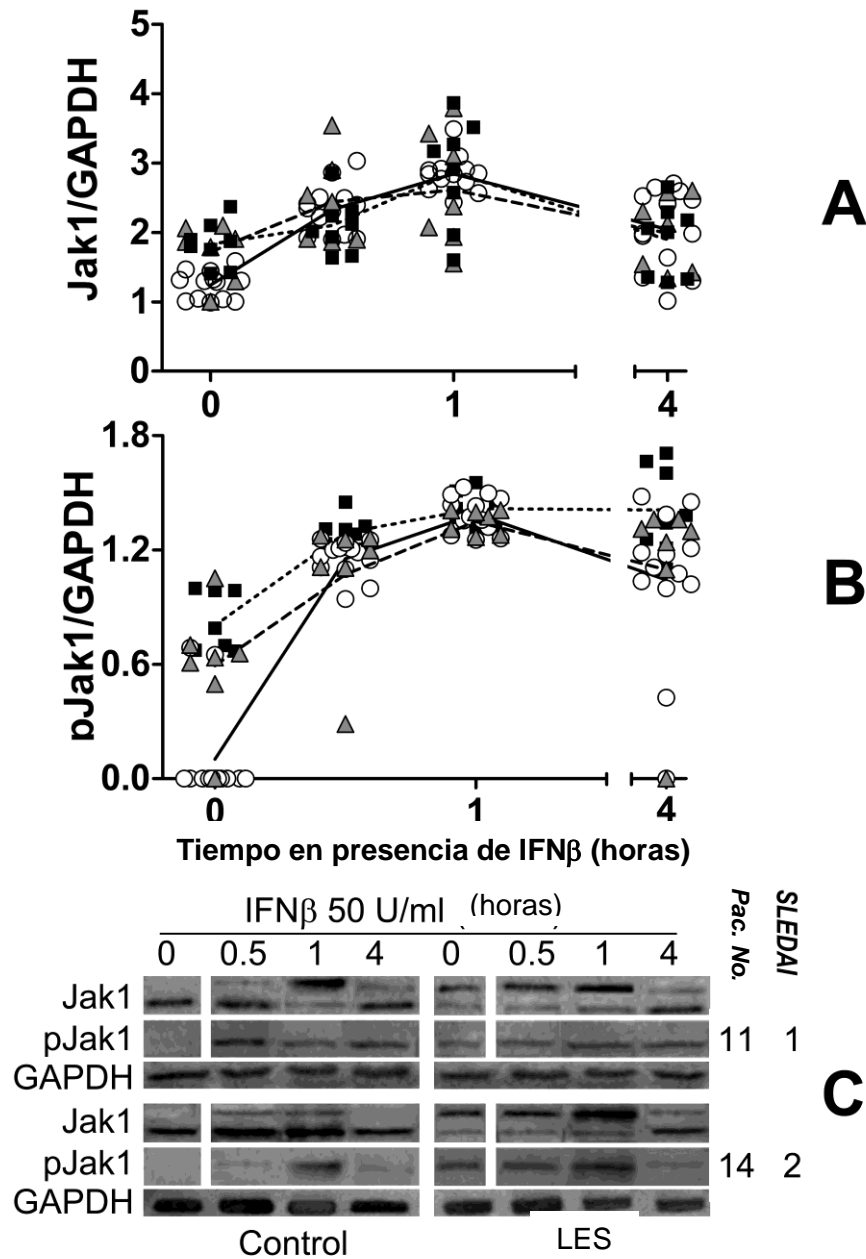 5
4
3
2
1
0
Jak1/GAPDH
A
0 1 4
1.8
1.2
0.6
0.0
pJak1/GAPDH
B
0 1 4
Tiempo en presencia de IFNβ (horas)
IFNβ 50 U/ml (horas)
Pac. No.
SLEDAI
0 0.5 1 4 0 0.5 1 4
Jak1
pJak1 11 1
GAPDH
C
Jak1
pJak1 14 2
GAPDH
Control LES